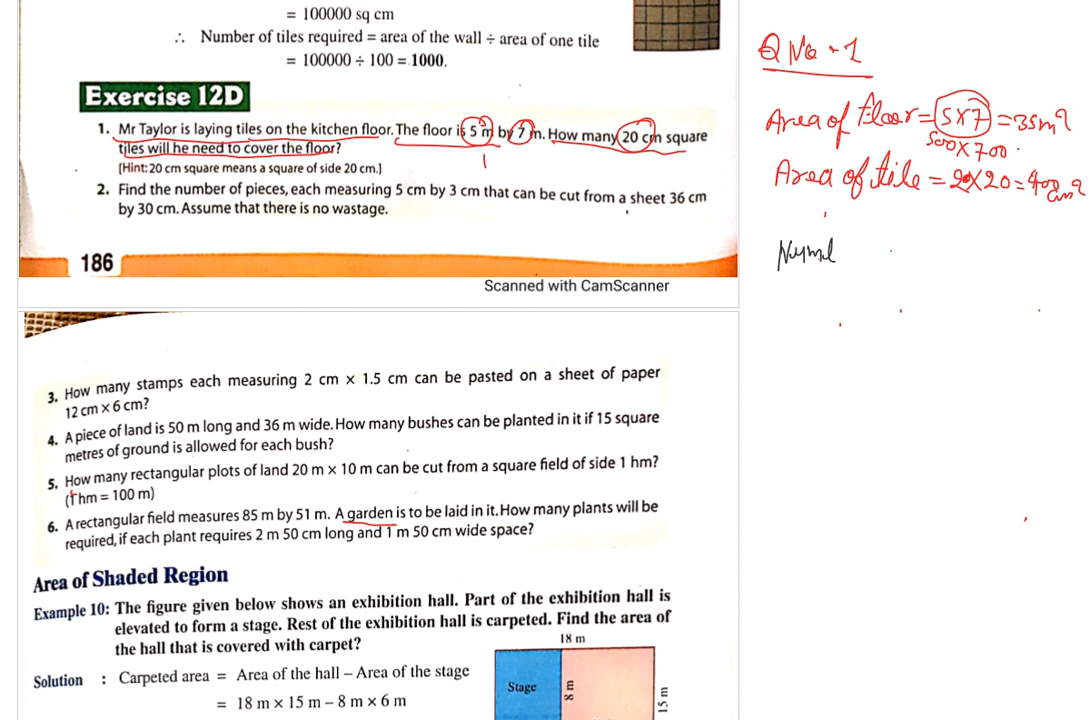 = 100000 sq cm
∴ Number of tiles required = area of the wall ÷ area of one tile
= 100000 ÷ 100 = 1000.
Exercise 12D
1. Mr Taylor is laying tiles on the kitchen floor. The floor is 5 m by 7 m. How many 20 cm square
tiles will he need to cover the floor?
[Hint: 20 cm square means a square of side 20 cm.]
2. Find the number of pieces, each measuring 5 cm by 3 cm that can be cut from a sheet 36 cm
by 30 cm. Assume that there is no wastage.
186
Scanned with CamScanner
3. How many stamps each measuring 2 cm × 1.5 cm can be pasted on a sheet of paper
12 cm × 6 cm?
4. A piece of land is 50 m long and 36 m wide. How many bushes can be planted in it if 15 square
metres of ground is allowed for each bush?
5. How many rectangular plots of land 20 m × 10 m can be cut from a square field of side 1 hm?
(1 hm = 100 m)
6. A rectangular field measures 85 m by 51 m. A garden is to be laid in it. How many plants will be
required, if each plant requires 2 m 50 cm long and 1 m 50 cm wide space?
Area of Shaded Region
Example 10: The figure given below shows an exhibition hall. Part of the exhibition hall is
elevated to form a stage. Rest of the exhibition hall is carpeted. Find the area of
the hall that is covered with carpet?
18 m
Solution : Carpeted area = Area of the hall – Area of the stage
= 18 m × 15 m – 8 m × 6 m
Stage
8 m
15 m
Q No - 1
Area of floor = 5 × 7 = 35 m²
500 × 700
Area of tile = 20 × 20 = 400 cm²